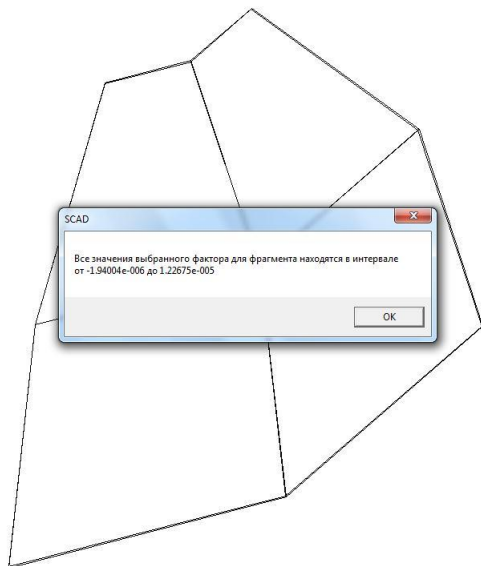 SCAD
Все значения выбранного фактора для фрагмента находятся в интервале
от -1.94004e-006 до 1.22675e-005
OK